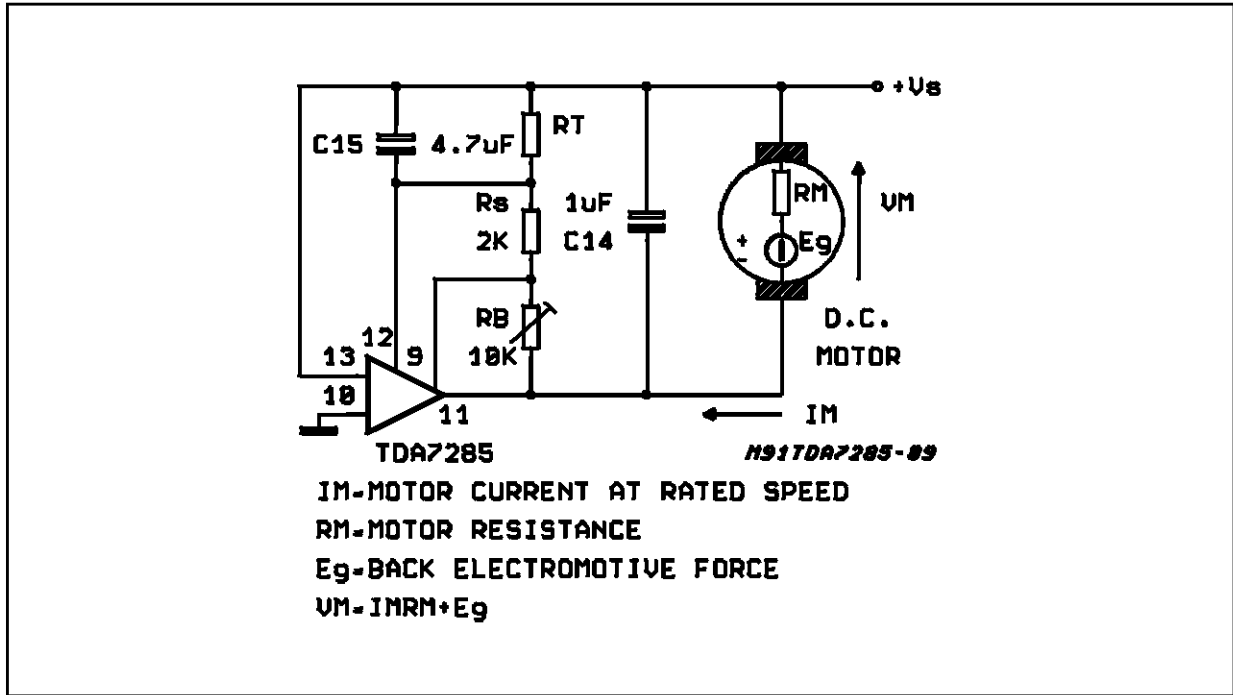 +Vs
RT
C15 4.7uF
RM
VM
Rs 1uF
2K C14
+
Eg
-
RB
10K
D.C.
MOTOR
12
13 9
10
11
IM
TDA7285
M91TDA7285-09
IM=MOTOR CURRENT AT RATED SPEED
RM=MOTOR RESISTANCE
Eg=BACK ELECTROMOTIVE FORCE
VM=IMRM+Eg